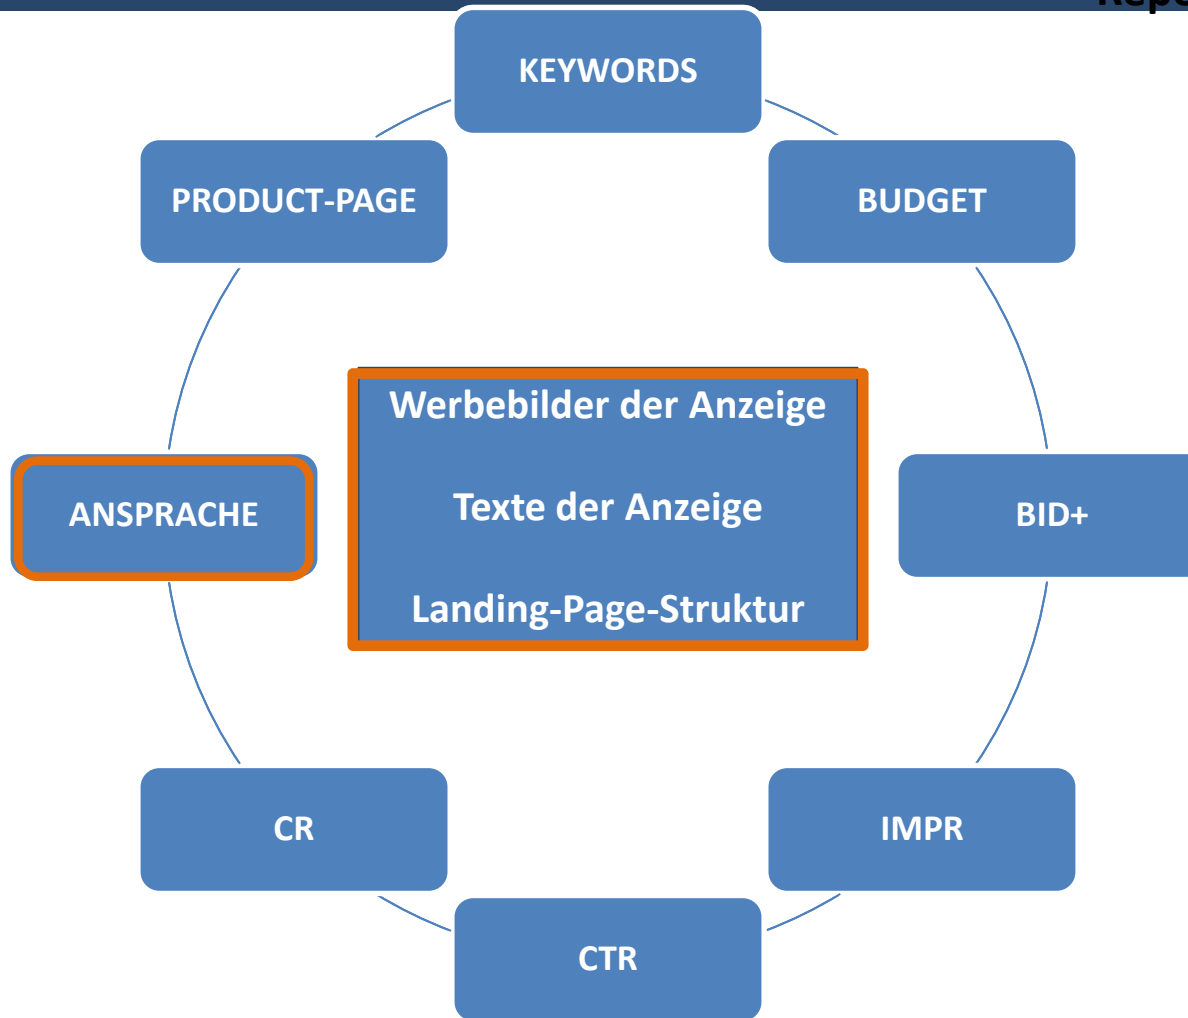 KEYWORDS
PRODUCT-PAGE
BUDGET
Werbebilder der Anzeige
Texte der Anzeige
Landing-Page-Struktur
ANSPRACHE
BID+
CR
IMPR
CTR